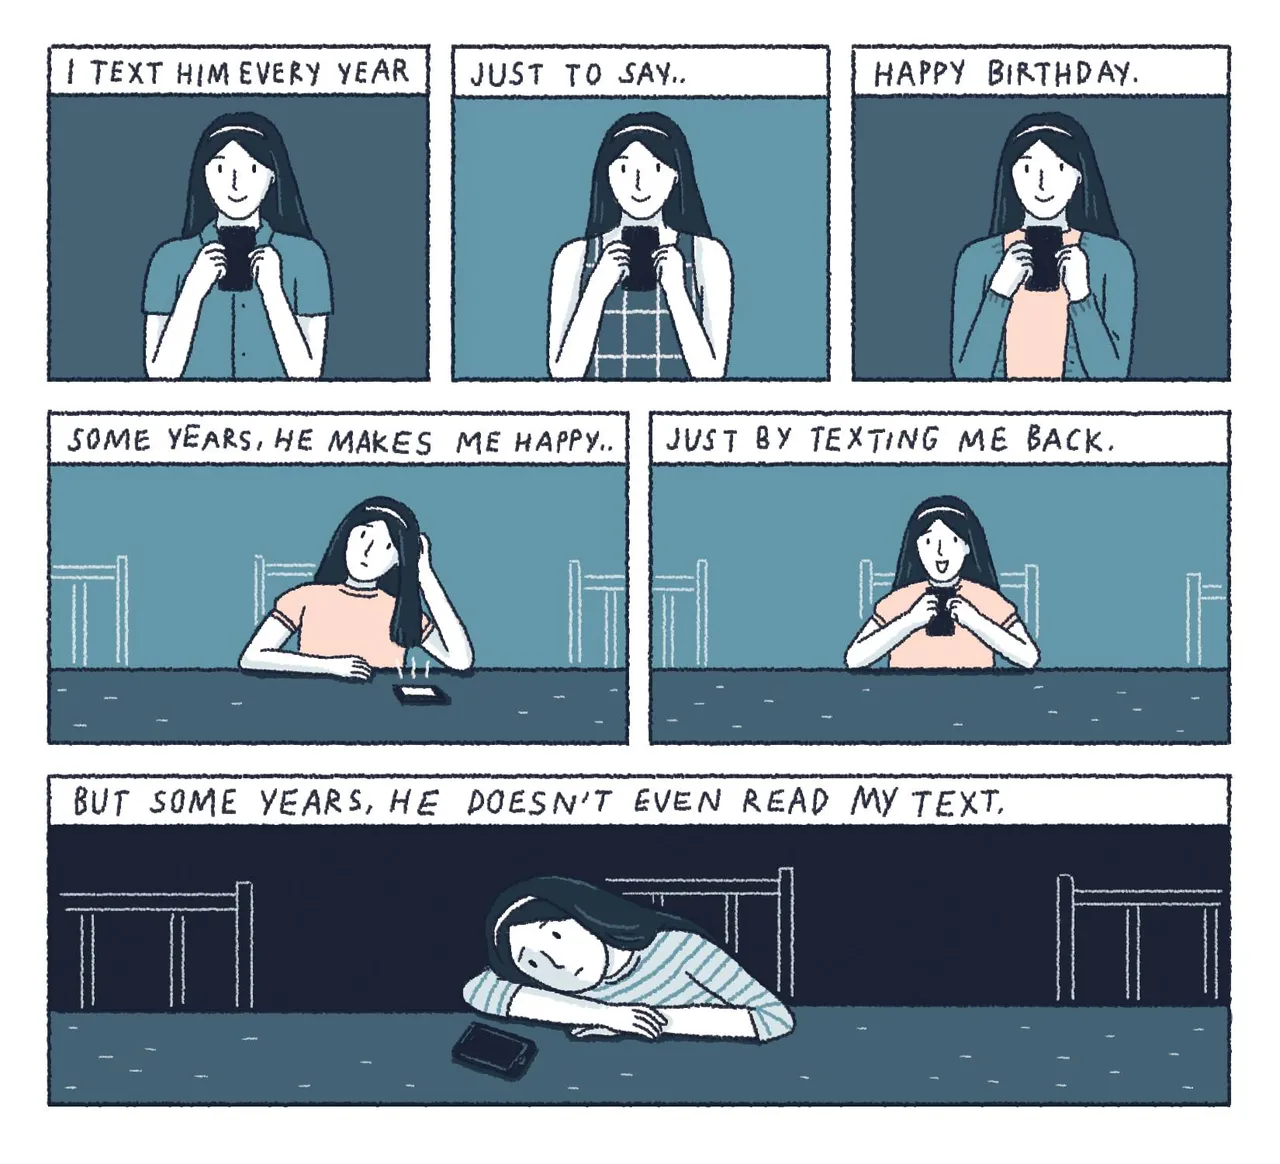 I TEXT HIM EVERY YEAR
JUST TO SAY..
HAPPY BIRTHDAY.
SOME YEARS, HE MAKES ME HAPPY..
JUST BY TEXTING ME BACK.
BUT SOME YEARS, HE DOESN'T EVEN READ MY TEXT.